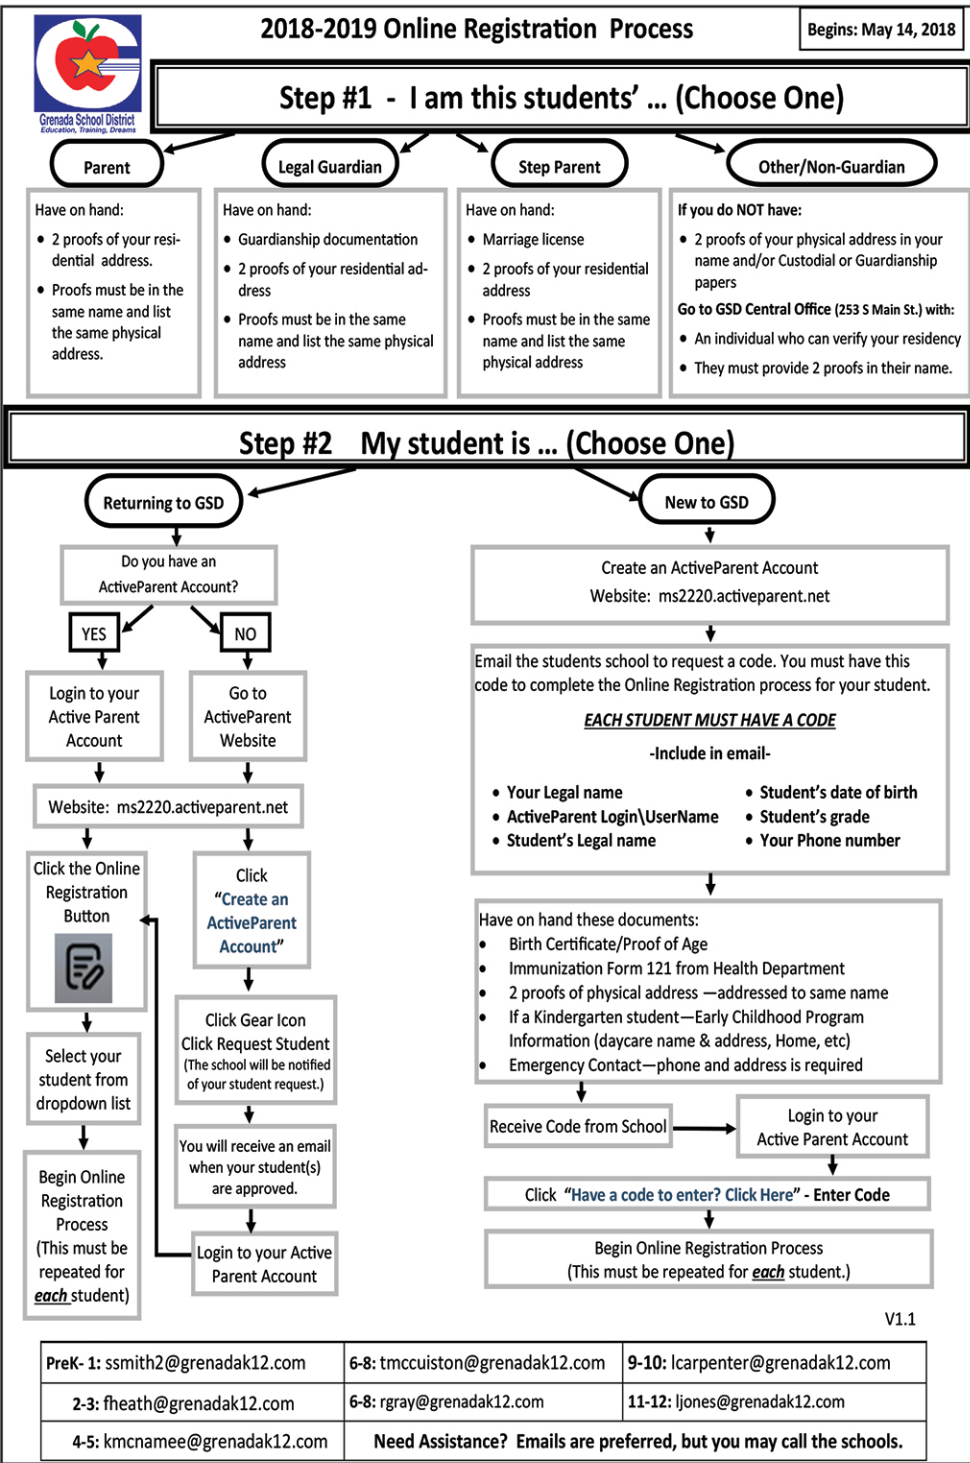 2018-2019 Online Registration  Process
Begins: May 14, 2018
Grenada School District
Education, Training, Dreams
Step #1  -  I am this students’ ... (Choose One)
Parent
Have on hand:
• 2 proofs of your resi-
dential  address.
• Proofs must be in the
same name and list
the same physical
address.
Legal Guardian
Have on hand:
• Guardianship documentation
• 2 proofs of your residential ad-
dress
• Proofs must be in the same
name and list the same physical
address
Step Parent
Have on hand:
• Marriage license
• 2 proofs of your residential
address
• Proofs must be in the same
name and list the same
physical address
Other/Non-Guardian
If you do NOT have:
• 2 proofs of your physical address in your
name and/or Custodial or Guardianship
papers
Go to GSD Central Office (253 S Main St.) with:
• An individual who can verify your residency
• They must provide 2 proofs in their name.
Step #2    My student is ... (Choose One)
Returning to GSD
Do you have an
ActiveParent Account?
YES
NO
Login to your
Active Parent
Account
Go to
ActiveParent
Website
Website:  ms2220.activeparent.net
Click the Online
Registration
Button
Select your
student from
dropdown list
Begin Online
Registration
Process
(This must be
repeated for
each student)
Click
“Create an
ActiveParent
Account”
Click Gear Icon
Click Request Student
(The school will be notified
of your student request.)
You will receive an email
when your student(s)
are approved.
Login to your Active
Parent Account
New to GSD
Create an ActiveParent Account
Website:  ms2220.activeparent.net
Email the students school to request a code. You must have this
code to complete the Online Registration process for your student.
EACH STUDENT MUST HAVE A CODE
-Include in email-
• Your Legal name
• ActiveParent Login\UserName
• Student’s Legal name
• Student’s date of birth
• Student’s grade
• Your Phone number
Have on hand these documents:
• Birth Certificate/Proof of Age
• Immunization Form 121 from Health Department
• 2 proofs of physical address —addressed to same name
• If a Kindergarten student—Early Childhood Program
Information (daycare name & address, Home, etc)
• Emergency Contact—phone and address is required
Receive Code from School
Login to your
Active Parent Account
Click  “Have a code to enter? Click Here” - Enter Code
Begin Online Registration Process
(This must be repeated for each student.)
V1.1
PreK- 1: ssmith2@grenadak12.com
6-8: tmccuiston@grenadak12.com
9-10: lcarpenter@grenadak12.com
2-3: fheath@grenadak12.com
6-8: rgray@grenadak12.com
11-12: ljones@grenadak12.com
4-5: kmcnamee@grenadak12.com
Need Assistance?  Emails are preferred, but you may call the schools.